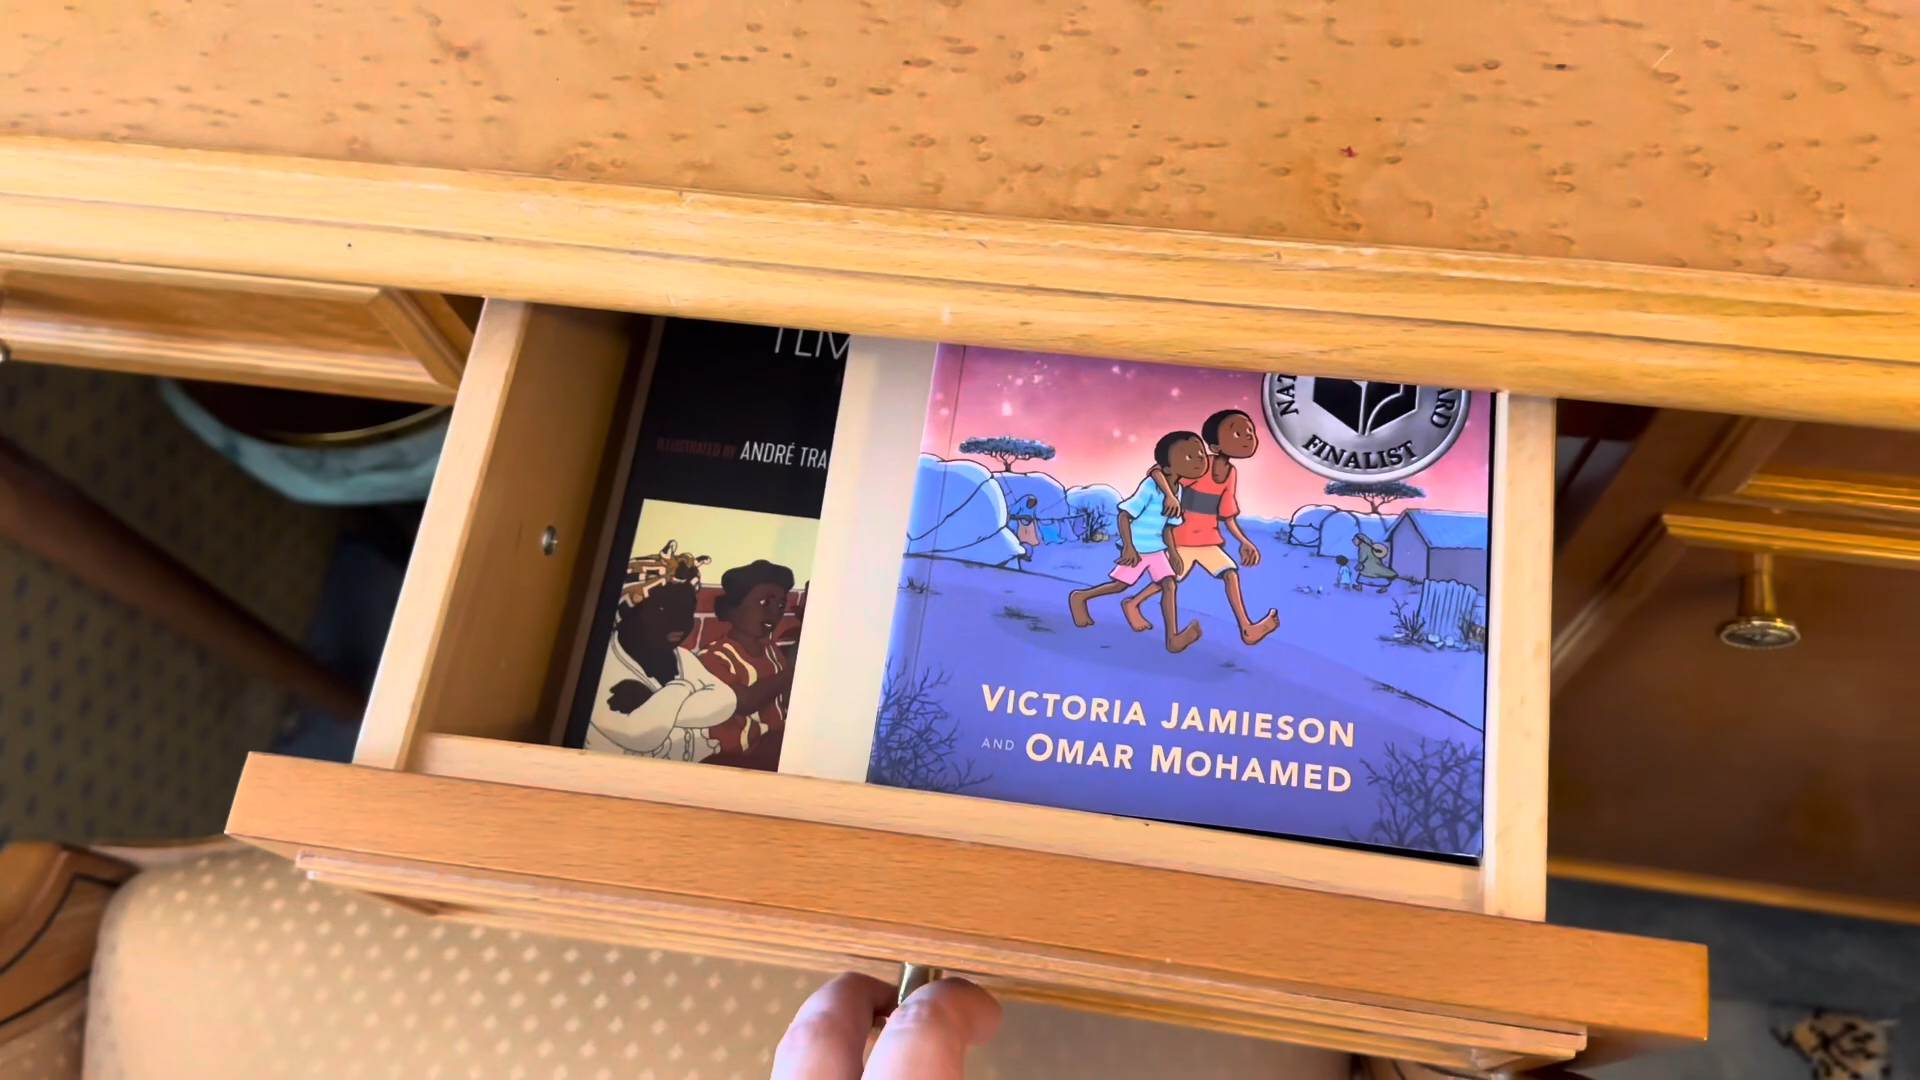 ILLUSTRATED BY ANDRÉ TRA
FINALIST
VICTORIA JAMIESON
AND OMAR MOHAMED